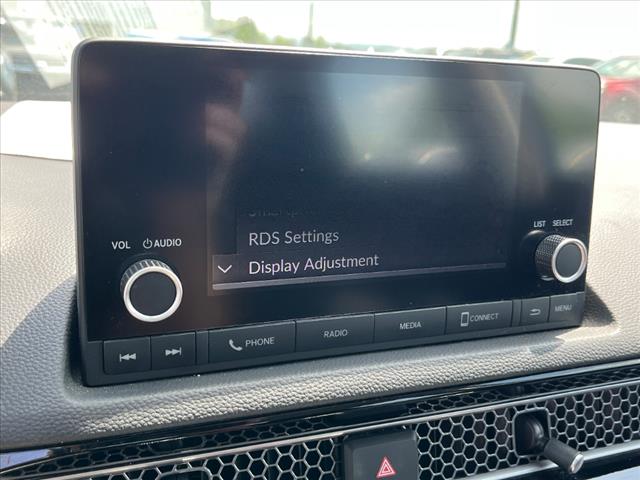 VOL AUDIO
LIST SELECT
RDS Settings
Display Adjustment
PHONE RADIO MEDIA CONNECT MENU